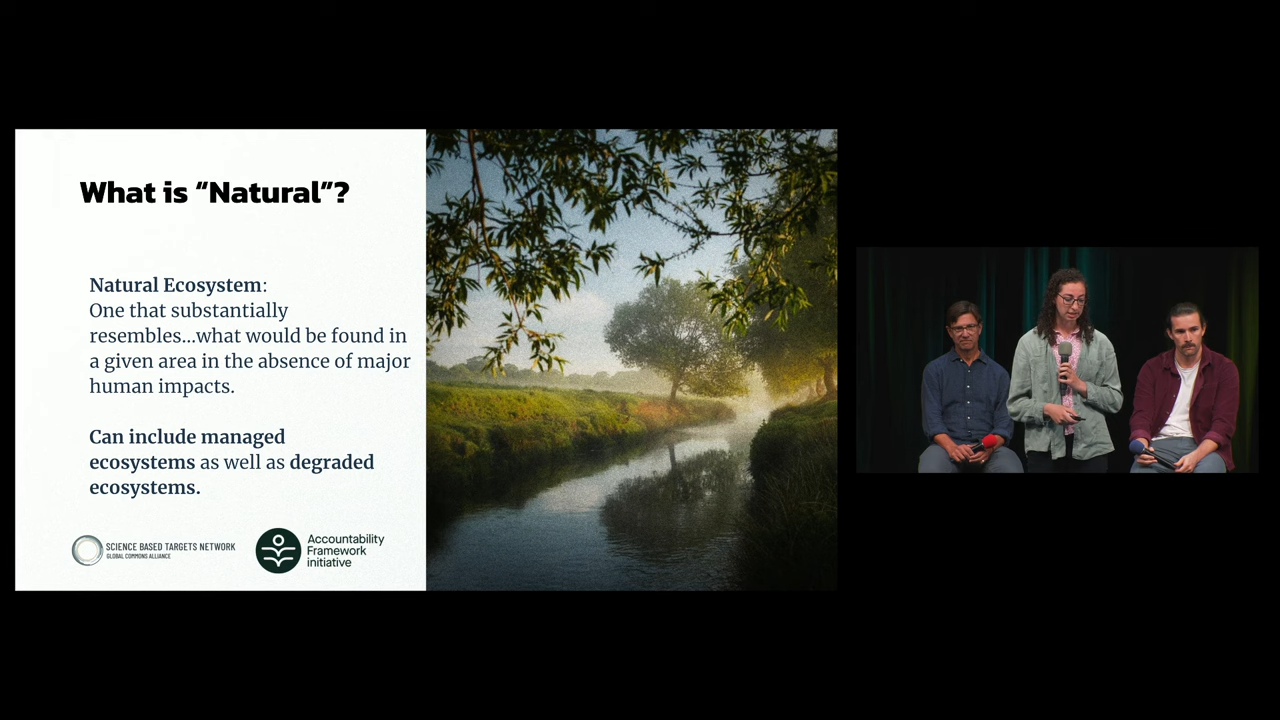 What is “Natural”?
Natural Ecosystem:
One that substantially
resembles...what would be found in
a given area in the absence of major
human impacts.
Can include managed
ecosystems as well as degraded
ecosystems.
SCIENCE BASED TARGETS NETWORK
GLOBAL COMMONS ALLIANCE
Accountability
Framework
initiative